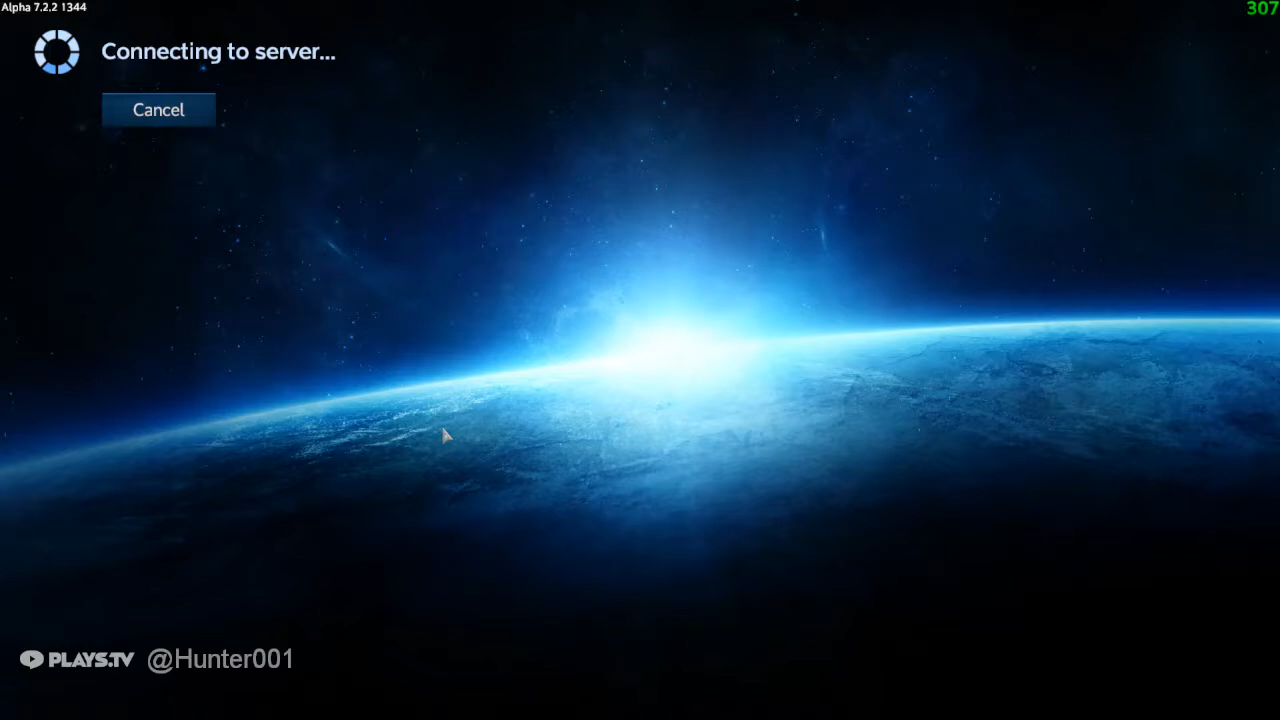 Alpha 7.2.2 1344
307
Connecting to server...
Cancel
PLAYS.TV @Hunter001